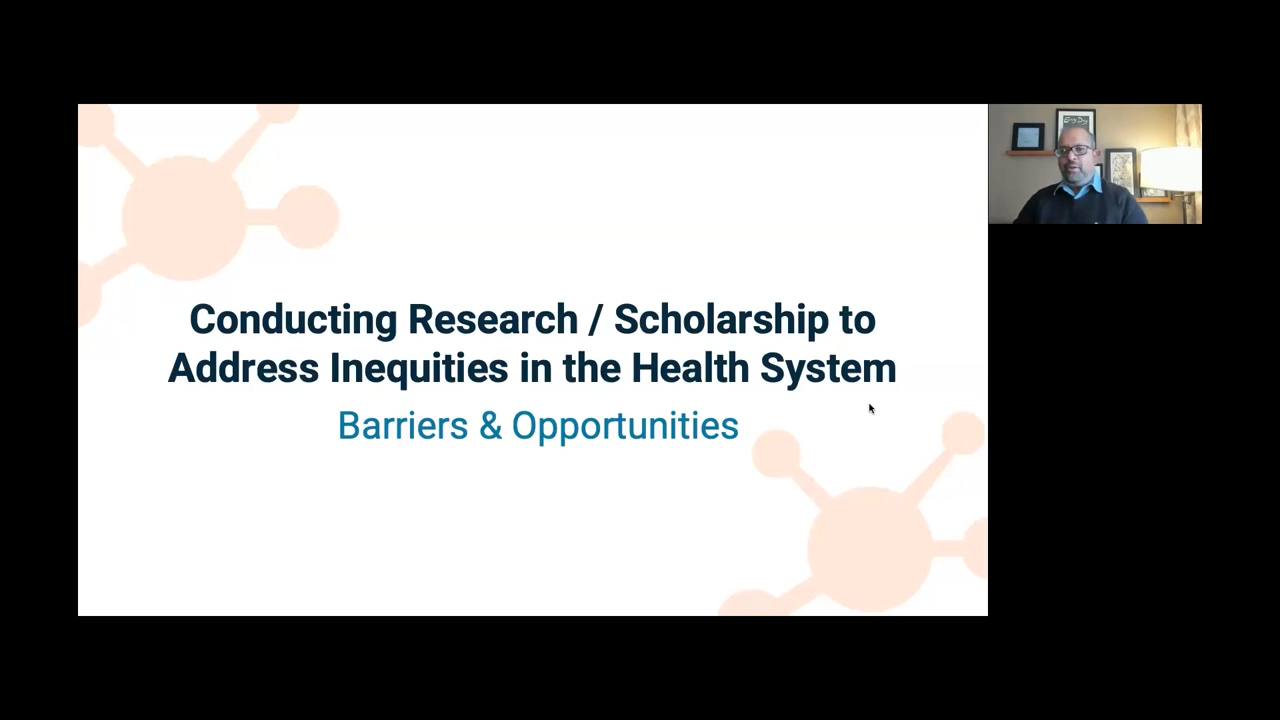 Conducting Research / Scholarship to
Address Inequities in the Health System
Barriers & Opportunities